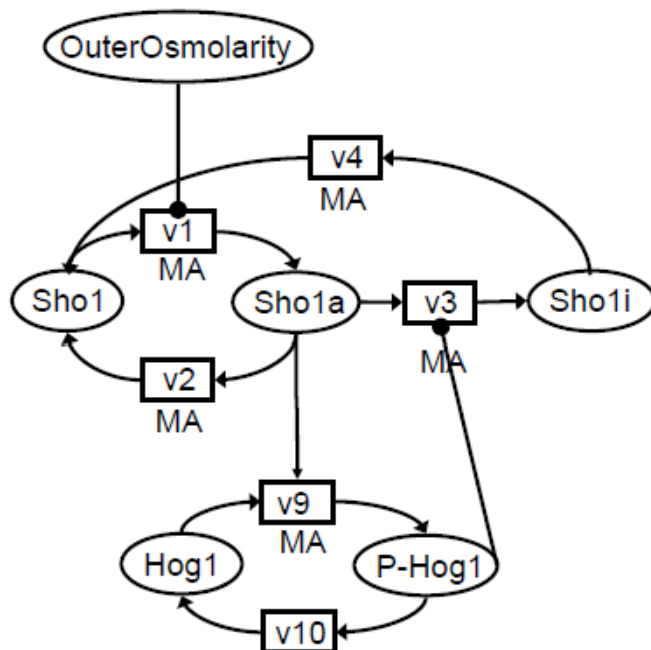 OuterOsmolarity
v4
MA
v1
MA
Sho1
Sho1a
v3
Sho1i
MA
v2
MA
v9
MA
Hog1
P-Hog1
v10